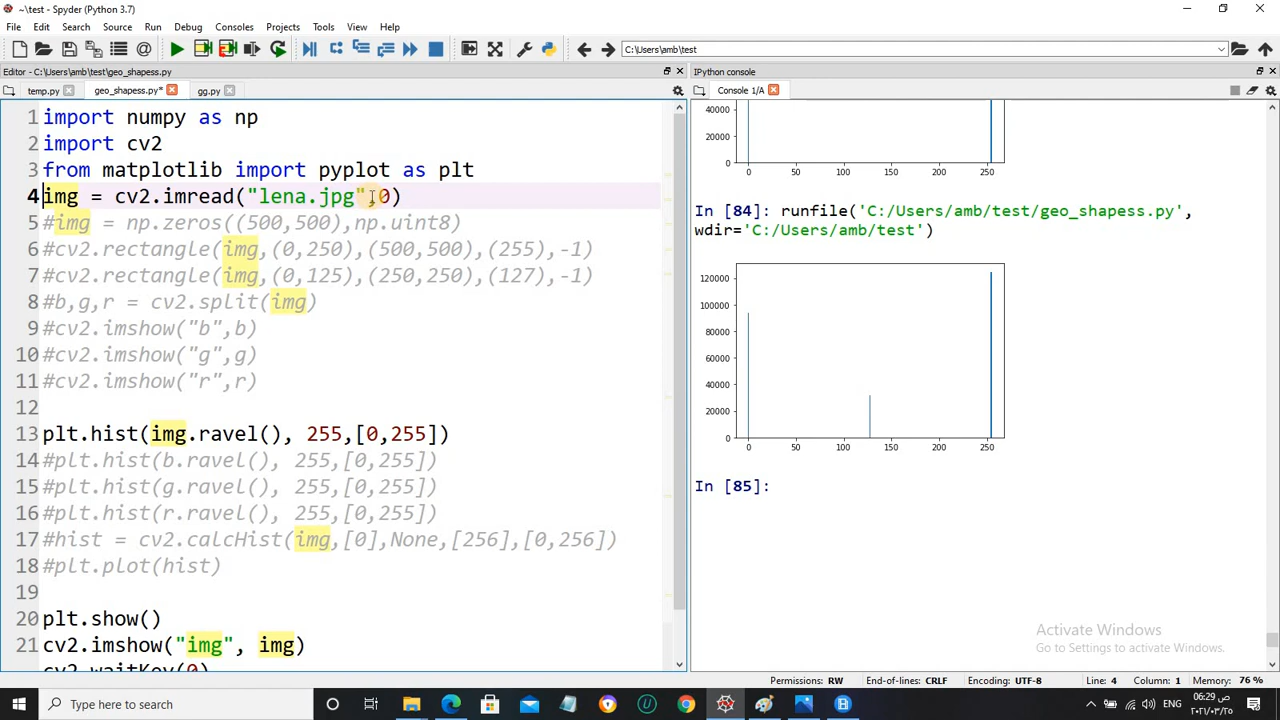 ~\test - Spyder (Python 3.7)
File Edit Search Source Run Debug Consoles Projects Tools View Help
C:\Users\amb\test
Editor - C:\Users\amb\test\geo_shapess.py
temp.py geo_shapess.py* gg.py
1 import numpy as np
2 import cv2
3 from matplotlib import pyplot as plt
4 img = cv2.imread("lena.jpg",0)
5 #img = np.zeros((500,500),np.uint8)
6 #cv2.rectangle(img,(0,250),(500,500),(255),-1)
7 #cv2.rectangle(img,(0,125),(250,250),(127),-1)
8 #b,g,r = cv2.split(img)
9 #cv2.imshow("b",b)
10 #cv2.imshow("g",g)
11 #cv2.imshow("r",r)
12
13 plt.hist(img.ravel(), 255,[0,255])
14 #plt.hist(b.ravel(), 255,[0,255])
15 #plt.hist(g.ravel(), 255,[0,255])
16 #plt.hist(r.ravel(), 255,[0,255])
17 #hist = cv2.calcHist(img,[0],None,[256],[0,256])
18 #plt.plot(hist)
19
20 plt.show()
21 cv2.imshow("img", img)
cv2.waitKey(0)
IPython console
Console 1/A
40000
20000
0
0 50 100 150 200 250
In [84]: runfile('C:/Users/amb/test/geo_shapess.py',
wdir='C:/Users/amb/test')
120000
100000
80000
60000
40000
20000
0
0 50 100 150 200 250
In [85]:
Activate Windows
Go to Settings to activate Windows.
Permissions: RW End-of-lines: CRLF Encoding: UTF-8 Line: 4 Column: 1 Memory: 76 %
Type here to search
ENG
06:29 ص
٢٠٢١/٠٣/٢٥